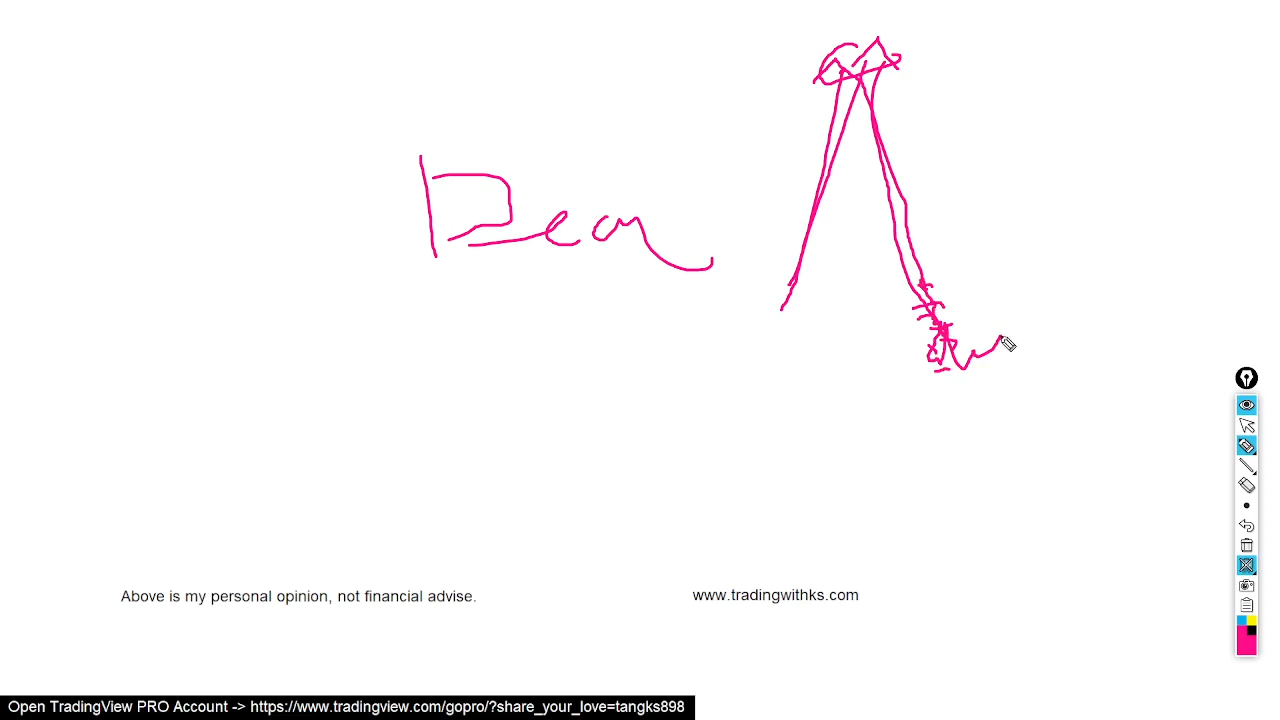 Bear
Above is my personal opinion, not financial advise.
www.tradingwithks.com
Open TradingView PRO Account -> https://www.tradingview.com/gopro/?share_your_love=tangks898